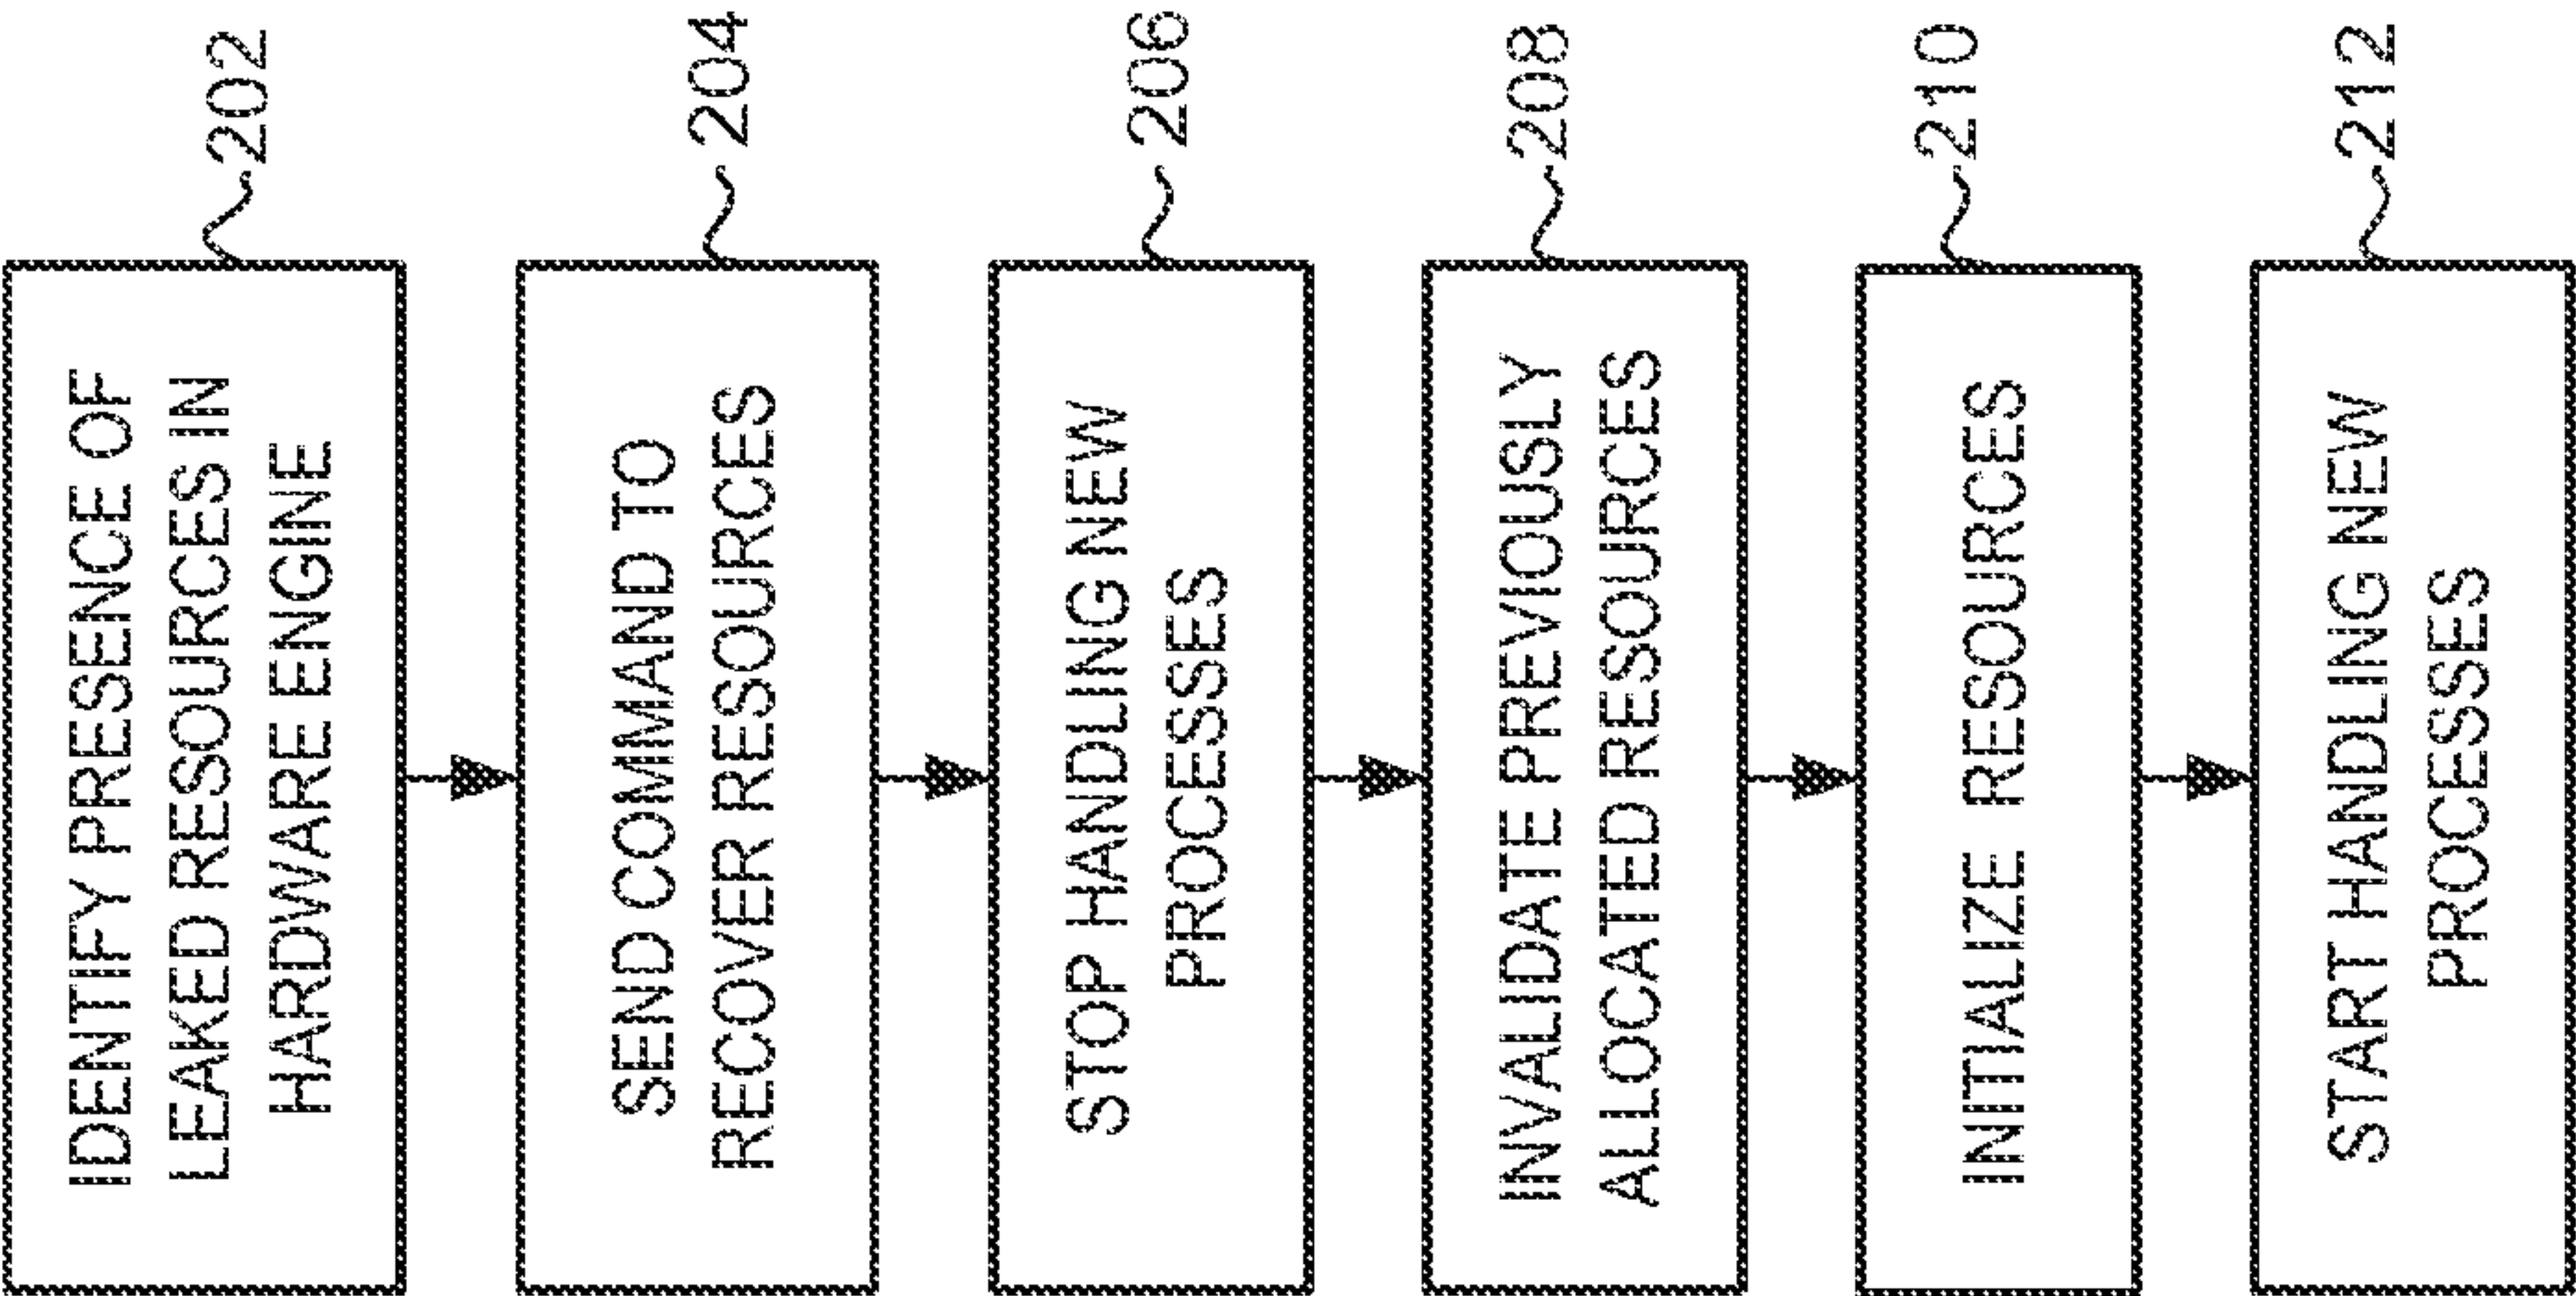 IDENTIFY PRESENCE OF
LEAKED RESOURCES IN
HARDWARE ENGINE
202
SEND COMMAND TO
RECOVER RESOURCES
204
STOP HANDLING NEW
PROCESSES
206
INVALIDATE PREVIOUSLY
ALLOCATED RESOURCES
208
INITIALIZE RESOURCES
210
START HANDLING NEW
PROCESSES
212